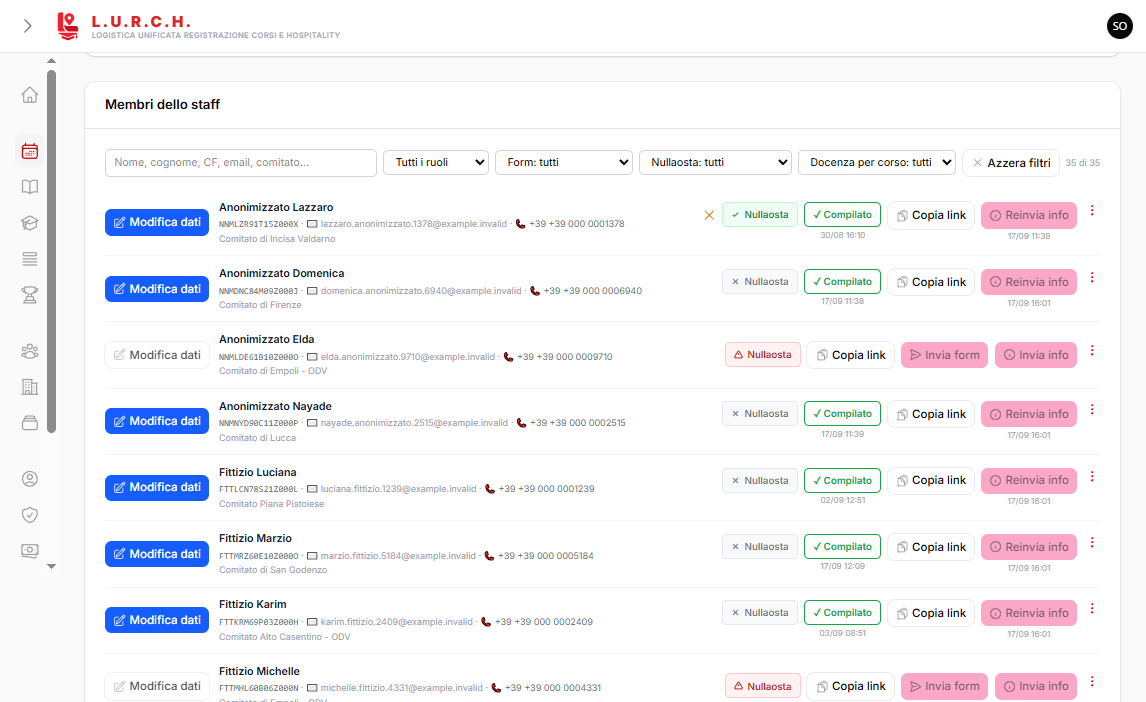 L.U.R.C.H.
LOGISTICA UNIFICATA REGISTRAZIONE CORSI E HOSPITALITY
SO
Membri dello staff
Nome, cognome, CF, email, comitato...
Tutti i ruoli
Form: tutti
Nullaosta: tutti
Docenza per corso: tutti
Azzera filtri
35 di 35
Modifica dati
Anonimizzato Lazzaro
NNMLZR91T15Z000X · lazzaro.anonimizzato.1378@example.invalid · +39 +39 000 0001378
Comitato di Incisa Valdarno
Nullaosta
✓ Compilato
30/08 16:10
Copia link
Reinvia info
17/09 11:38
Modifica dati
Anonimizzato Domenica
NNMDNC84M09Z000J · domenica.anonimizzato.6940@example.invalid · +39 +39 000 0006940
Comitato di Firenze
Nullaosta
✓ Compilato
17/09 11:38
Copia link
Reinvia info
17/09 16:01
Modifica dati
Anonimizzato Elda
NNMLDE61B10Z000O · elda.anonimizzato.9710@example.invalid · +39 +39 000 0009710
Comitato di Empoli - ODV
Nullaosta
Copia link
Invia form
Invia info
Modifica dati
Anonimizzato Nayade
NNMNYD90C11Z000P · nayade.anonimizzato.2515@example.invalid · +39 +39 000 0002515
Comitato di Lucca
Nullaosta
✓ Compilato
17/09 11:39
Copia link
Reinvia info
17/09 16:01
Modifica dati
Fittizio Luciana
FTTLCN78S21Z000L · luciana.fittizio.1239@example.invalid · +39 +39 000 0001239
Comitato Piana Pistoiese
Nullaosta
✓ Compilato
02/09 12:51
Copia link
Reinvia info
17/09 16:01
Modifica dati
Fittizio Marzio
FTTMRZ60E10Z000O · marzio.fittizio.5184@example.invalid · +39 +39 000 0005184
Comitato di San Godenzo
Nullaosta
✓ Compilato
17/09 12:09
Copia link
Reinvia info
17/09 16:01
Modifica dati
Fittizio Karim
FTTKRM69P03Z000H · karim.fittizio.2409@example.invalid · +39 +39 000 0002409
Comitato Alto Casentino - ODV
Nullaosta
✓ Compilato
03/09 08:51
Copia link
Reinvia info
17/09 16:01
Modifica dati
Fittizio Michelle
FTTMHL60B06Z000N · michelle.fittizio.4331@example.invalid · +39 +39 000 0004331
Comitato di Empoli - ODV
Nullaosta
Copia link
Invia form
Invia info